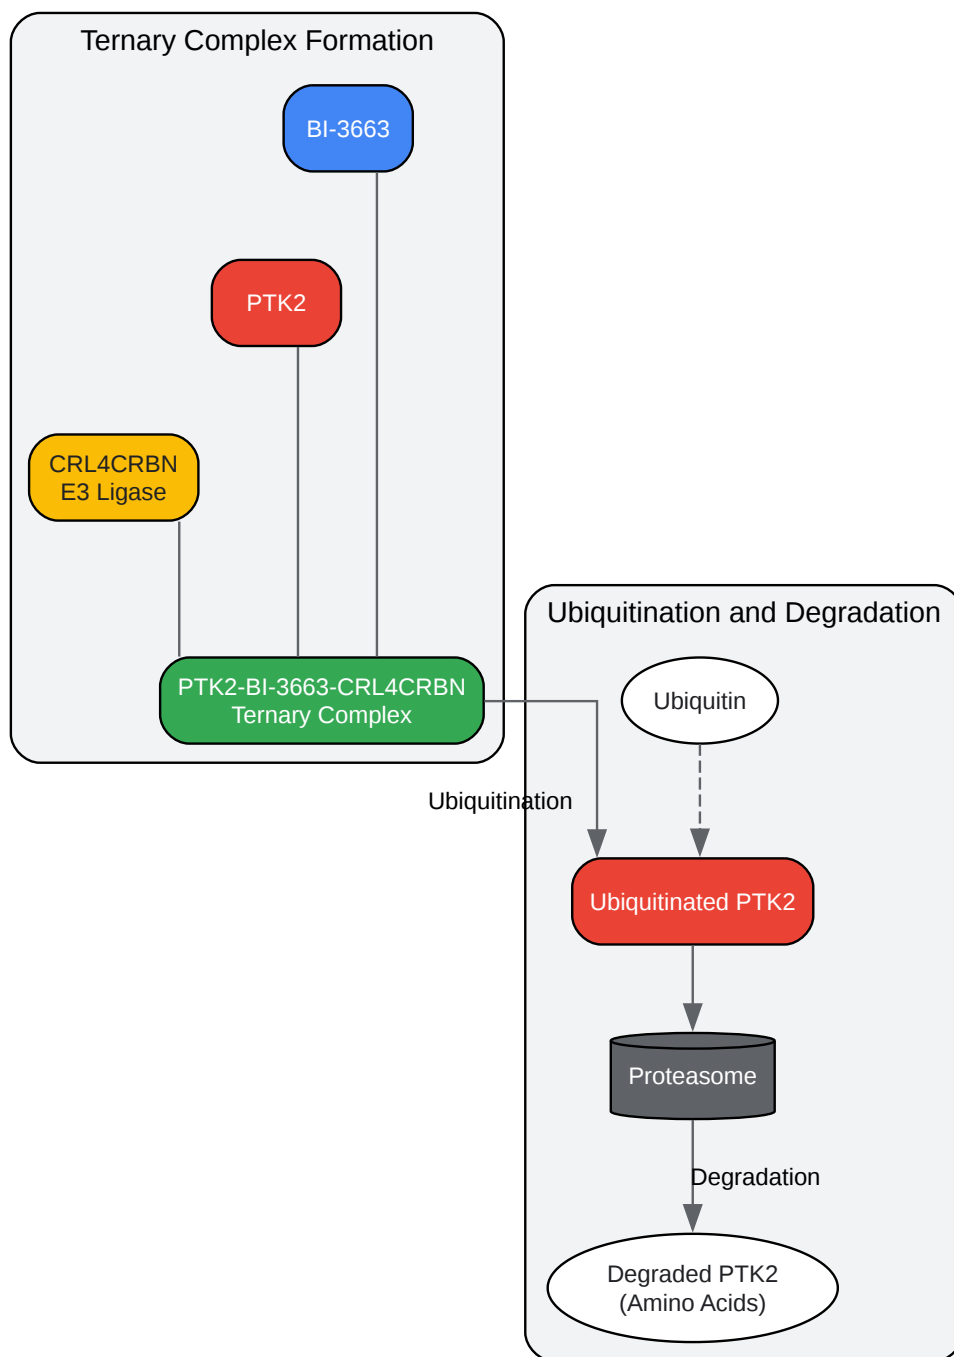 Ternary Complex Formation
BI-3663
PTK2
CRL4CRBN
E3 Ligase
PTK2-BI-3663-CRL4CRBN
Ternary Complex
Ubiquitination and Degradation
Ubiquitin
Ubiquitination
Ubiquitinated PTK2
Proteasome
Degradation
Degraded PTK2
(Amino Acids)